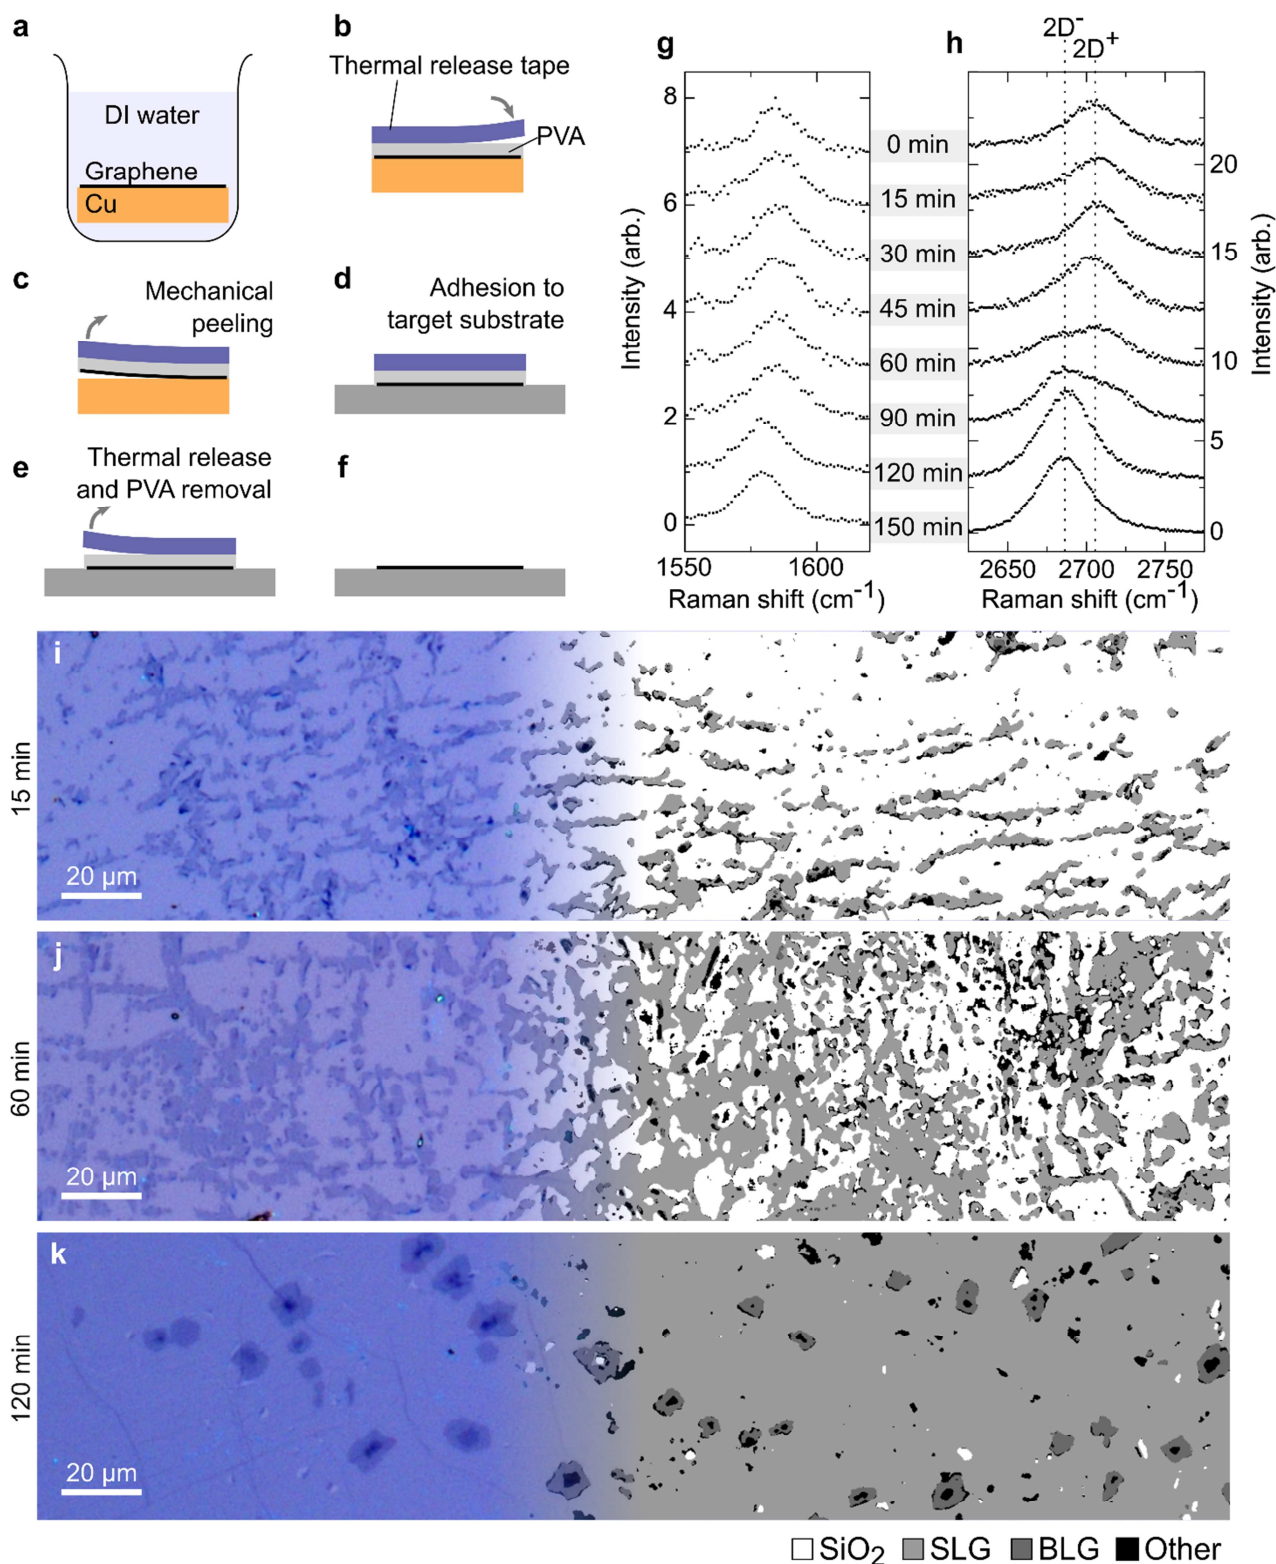 a
DI water
Graphene
Cu
b
Thermal release tape
PVA
c
Mechanical
peeling
d
Adhesion to
target substrate
e
Thermal release
and PVA removal
f
g
8
6
4
2
0
Intensity (arb.)
1550
1600
Raman shift (cm⁻¹)
0 min
15 min
30 min
45 min
60 min
90 min
120 min
150 min
h
2D⁻
2D⁺
20
15
10
5
0
Intensity (arb.)
2650
2700
2750
Raman shift (cm⁻¹)
i
15 min
20 µm
j
60 min
20 µm
k
120 min
20 µm
SiO₂
SLG
BLG
Other